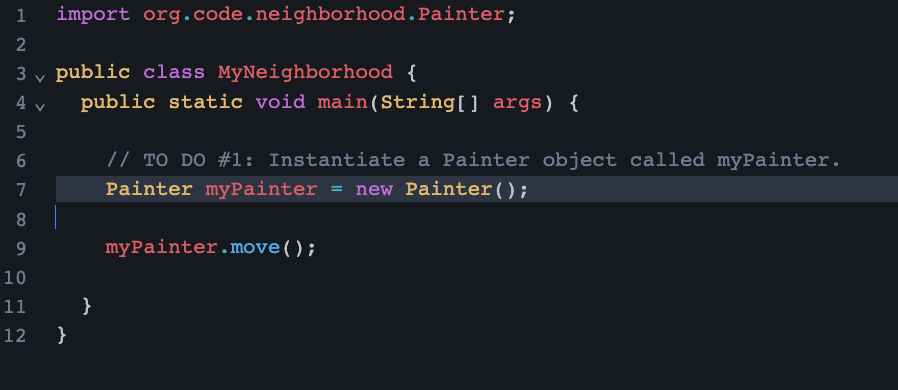 1 import org.code.neighborhood.Painter;
2
3 public class MyNeighborhood {
4 public static void main(String[] args) {
5
6 // TO DO #1: Instantiate a Painter object called myPainter.
7 Painter myPainter = new Painter();
8
9 myPainter.move();
10
11 }
12 }